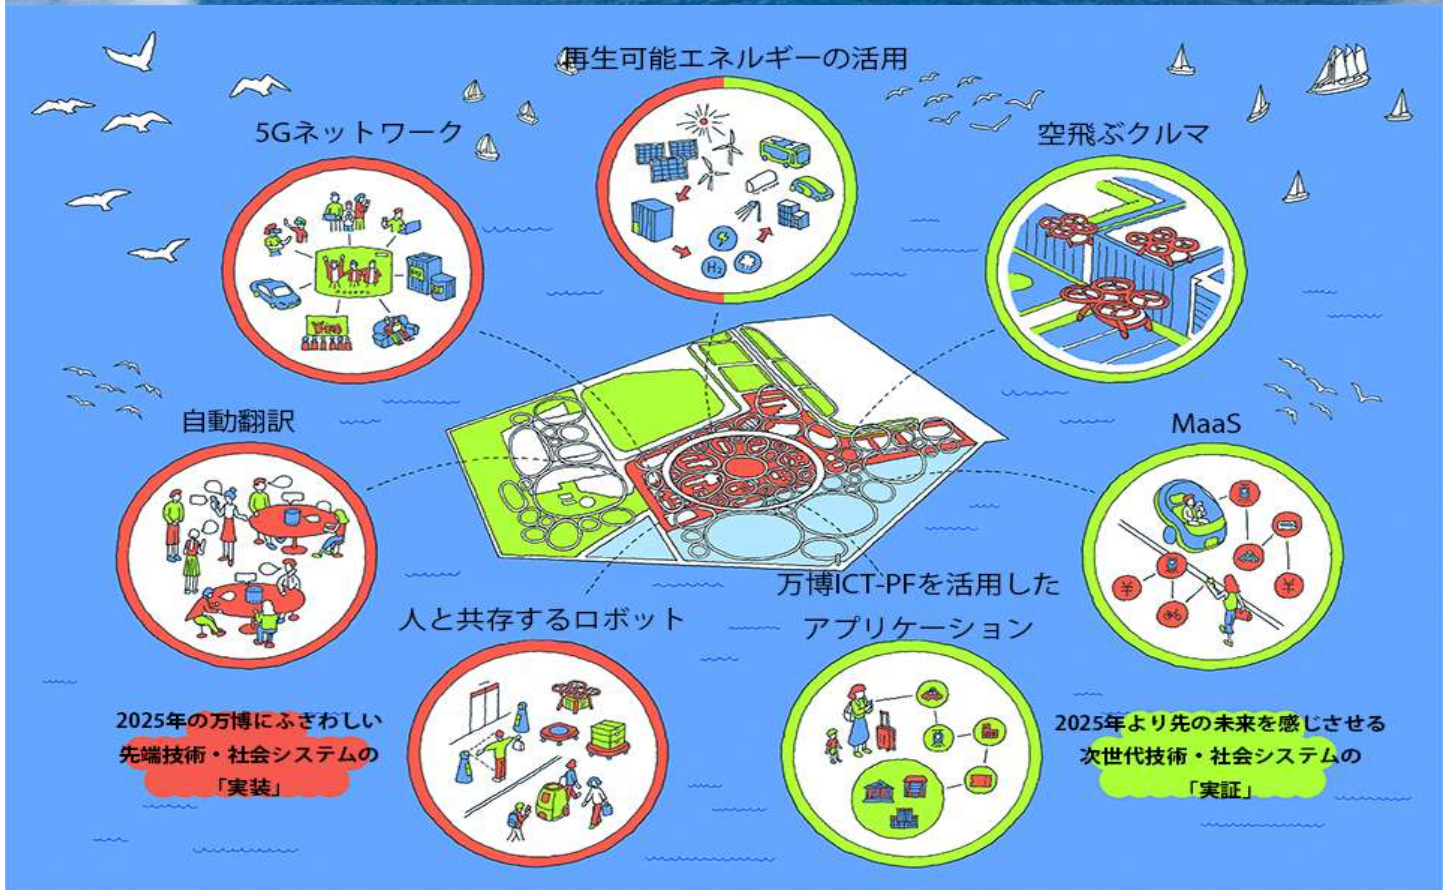 再生可能エネルギーの活用
5Gネットワーク
空飛ぶクルマ
自動翻訳
MaaS
人と共存するロボット
万博ICT-PFを活用した
アプリケーション
2025年の万博にふさわしい
先端技術・社会システムの
「実装」
2025年より先の未来を感じさせる
次世代技術・社会システムの
「実証」
H2
¥
¥